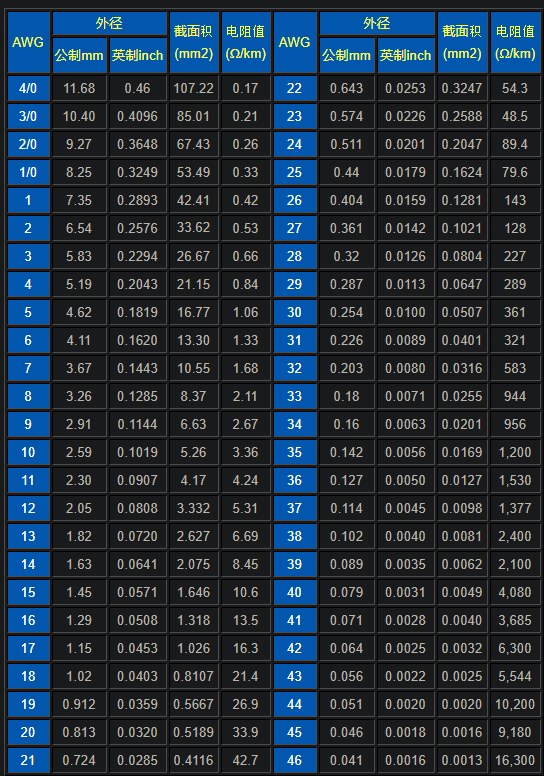 AWG 外径 截面积 (mm2) 电阻值 (Ω/km) AWG 外径 截面积 (mm2) 电阻值 (Ω/km)
公制mm 英制inch 公制mm 英制inch
4/0 11.68 0.46 107.22 0.17 22 0.643 0.0253 0.3247 54.3
3/0 10.40 0.4096 85.01 0.21 23 0.574 0.0226 0.2588 48.5
2/0 9.27 0.3648 67.43 0.26 24 0.511 0.0201 0.2047 89.4
1/0 8.25 0.3249 53.49 0.33 25 0.44 0.0179 0.1624 79.6
1 7.35 0.2893 42.41 0.42 26 0.404 0.0159 0.1281 143
2 6.54 0.2576 33.62 0.53 27 0.361 0.0142 0.1021 128
3 5.83 0.2294 26.67 0.66 28 0.32 0.0126 0.0804 227
4 5.19 0.2043 21.15 0.84 29 0.287 0.0113 0.0647 289
5 4.62 0.1819 16.77 1.06 30 0.254 0.0100 0.0507 361
6 4.11 0.1620 13.30 1.33 31 0.226 0.0089 0.0401 321
7 3.67 0.1443 10.55 1.68 32 0.203 0.0080 0.0316 583
8 3.26 0.1285 8.37 2.11 33 0.18 0.0071 0.0255 944
9 2.91 0.1144 6.63 2.67 34 0.16 0.0063 0.0201 956
10 2.59 0.1019 5.26 3.36 35 0.142 0.0056 0.0169 1,200
11 2.30 0.0907 4.17 4.24 36 0.127 0.0050 0.0127 1,530
12 2.05 0.0808 3.332 5.31 37 0.114 0.0045 0.0098 1,377
13 1.82 0.0720 2.627 6.69 38 0.102 0.0040 0.0081 2,400
14 1.63 0.0641 2.075 8.45 39 0.089 0.0035 0.0062 2,100
15 1.45 0.0571 1.646 10.6 40 0.079 0.0031 0.0049 4,080
16 1.29 0.0508 1.318 13.5 41 0.071 0.0028 0.0040 3,685
17 1.15 0.0453 1.026 16.3 42 0.064 0.0025 0.0032 6,300
18 1.02 0.0403 0.8107 21.4 43 0.056 0.0022 0.0025 5,544
19 0.912 0.0359 0.5667 26.9 44 0.051 0.0020 0.0020 10,200
20 0.813 0.0320 0.5189 33.9 45 0.046 0.0018 0.0016 9,180
21 0.724 0.0285 0.4116 42.7 46 0.041 0.0016 0.0013 16,300